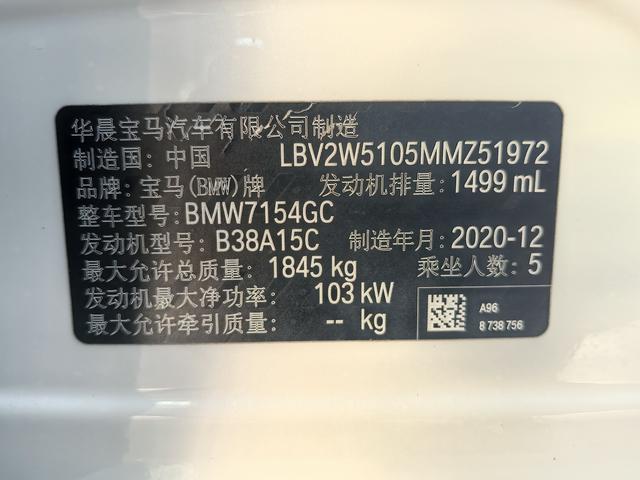 华晨宝马汽车有限公司制造
制造国: 中国 LBV2W5105MMZ51972
品牌: 宝马(BMW)牌 发动机排量: 1499 mL
整车型号: BMW7154GC
发动机型号: B38A15C 制造年月: 2020-12
最大允许总质量: 1845 kg 乘坐人数: 5
发动机最大净功率: 103 kW
最大允许牵引质量: -- kg
A96
8 738 756